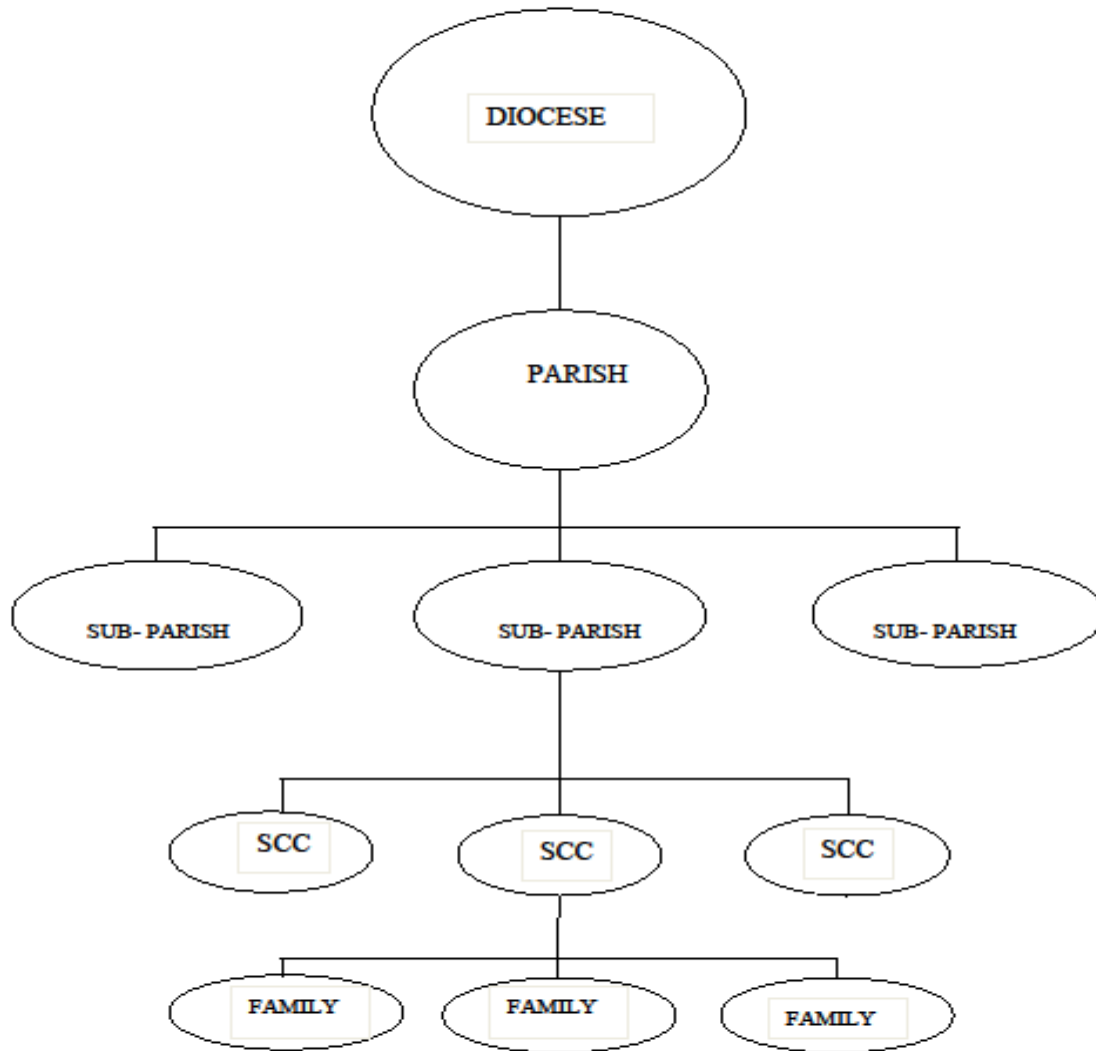 DIOCESE
PARISH
SUB- PARISH
SUB- PARISH
SUB- PARISH
SCC
SCC
SCC
FAMILY
FAMILY
FAMILY